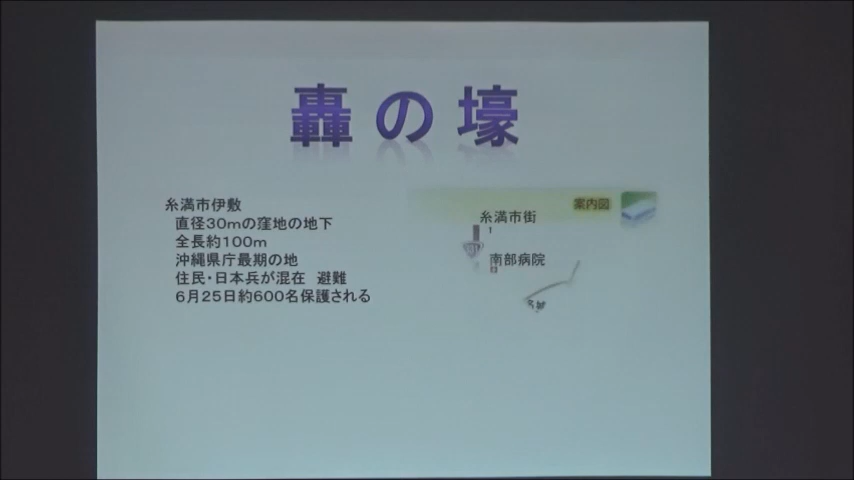 轟の壕
糸満市伊敷
直径30mの窪地の地下
全長約100m
沖縄県庁最期の地
住民・日本兵が混在 避難
6月25日約600名保護される
案内図
糸満市街
南部病院
名城